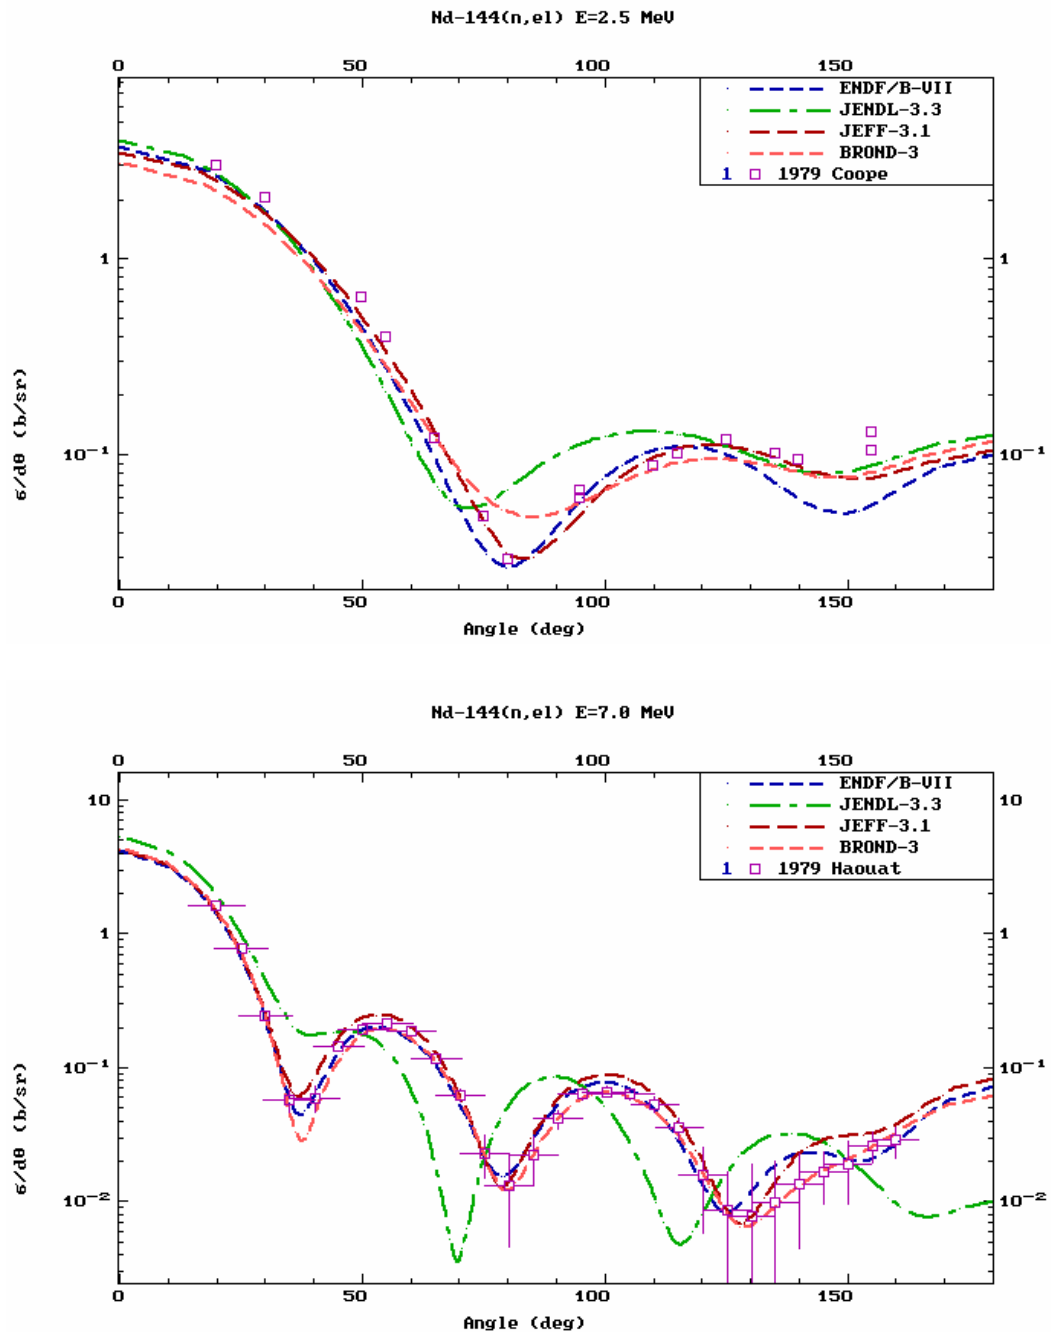 Nd-144(n,el) E=2.5 MeV
0 50 100 150
ENDF/B-VII
JENDL-3.3
JEFF-3.1
BROND-3
1 1979 Coope
1 1
10⁻¹ 10⁻¹
σ/dθ (b/sr)
0 50 100 150
Angle (deg)
Nd-144(n,el) E=7.0 MeV
0 50 100 150
ENDF/B-VII
JENDL-3.3
JEFF-3.1
BROND-3
1 1979 Haouat
10 10
1 1
10⁻¹ 10⁻¹
10⁻² 10⁻²
σ/dθ (b/sr)
0 50 100 150
Angle (deg)